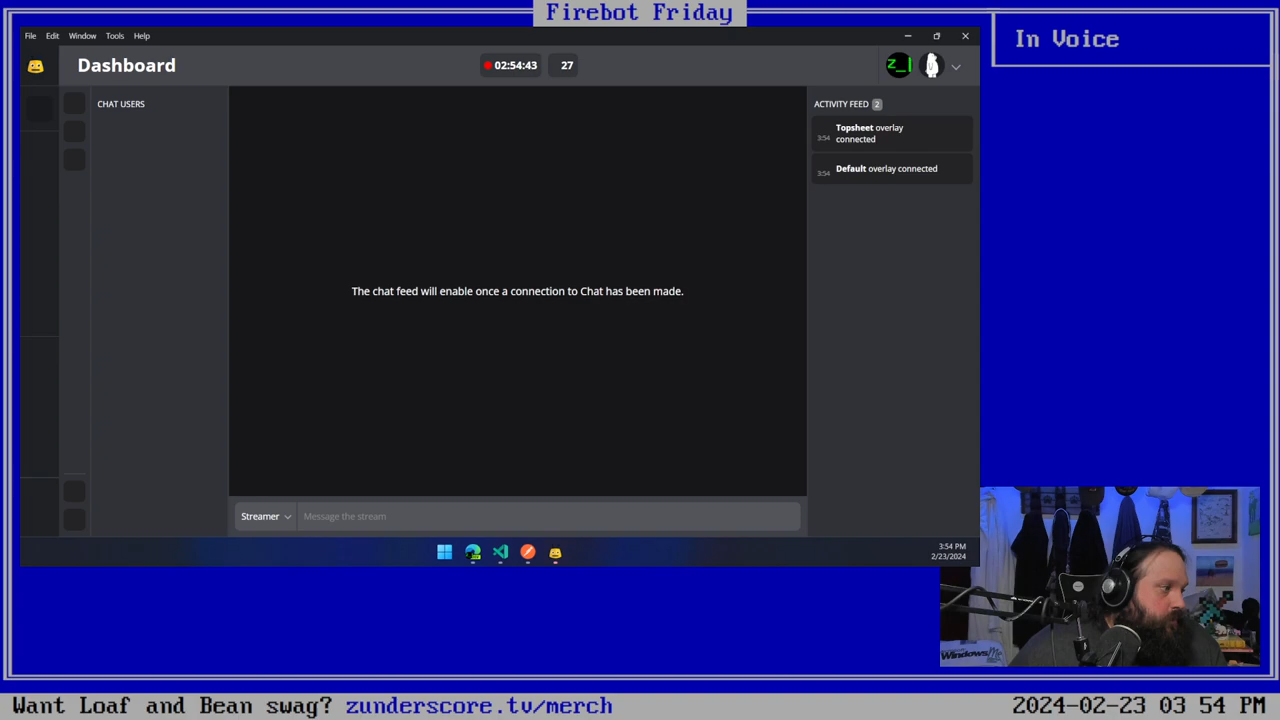 Firebot Friday
File Edit Window Tools Help
In Voice
Dashboard
02:54:43
27
z_
CHAT USERS
ACTIVITY FEED 2
Topsheet overlay
connected
3:54
Default overlay connected
3:54
The chat feed will enable once a connection to Chat has been made.
Streamer
Message the stream
3:54 PM
2/23/2024
Windows
Want Loaf and Bean swag? zunderscore.tv/merch
2024-02-23 03 54 PM